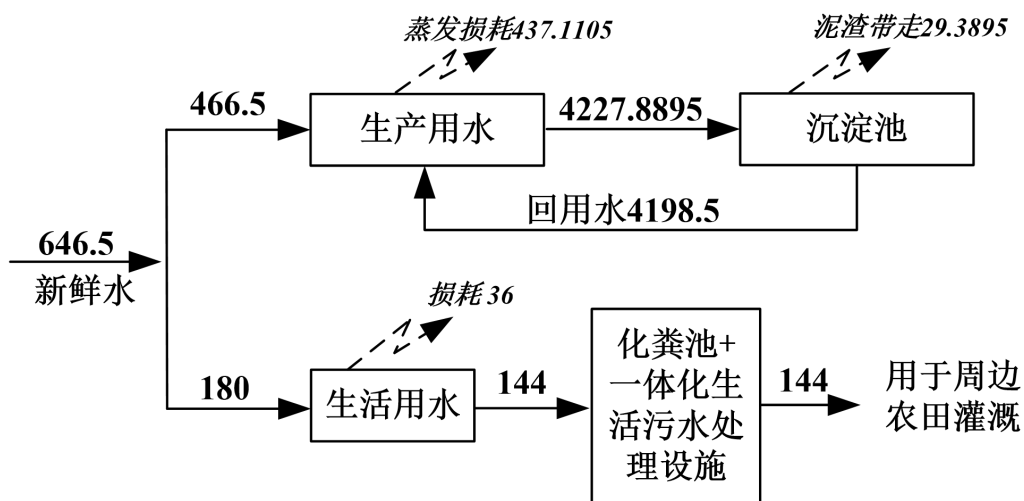 蒸发损耗437.1105
泥渣带走29.3895
466.5
生产用水
4227.8895
沉淀池
回用水4198.5
646.5
新鲜水
损耗 36
180
生活用水
144
化粪池+
一体化生
活污水处
理设施
144
用于周边
农田灌溉